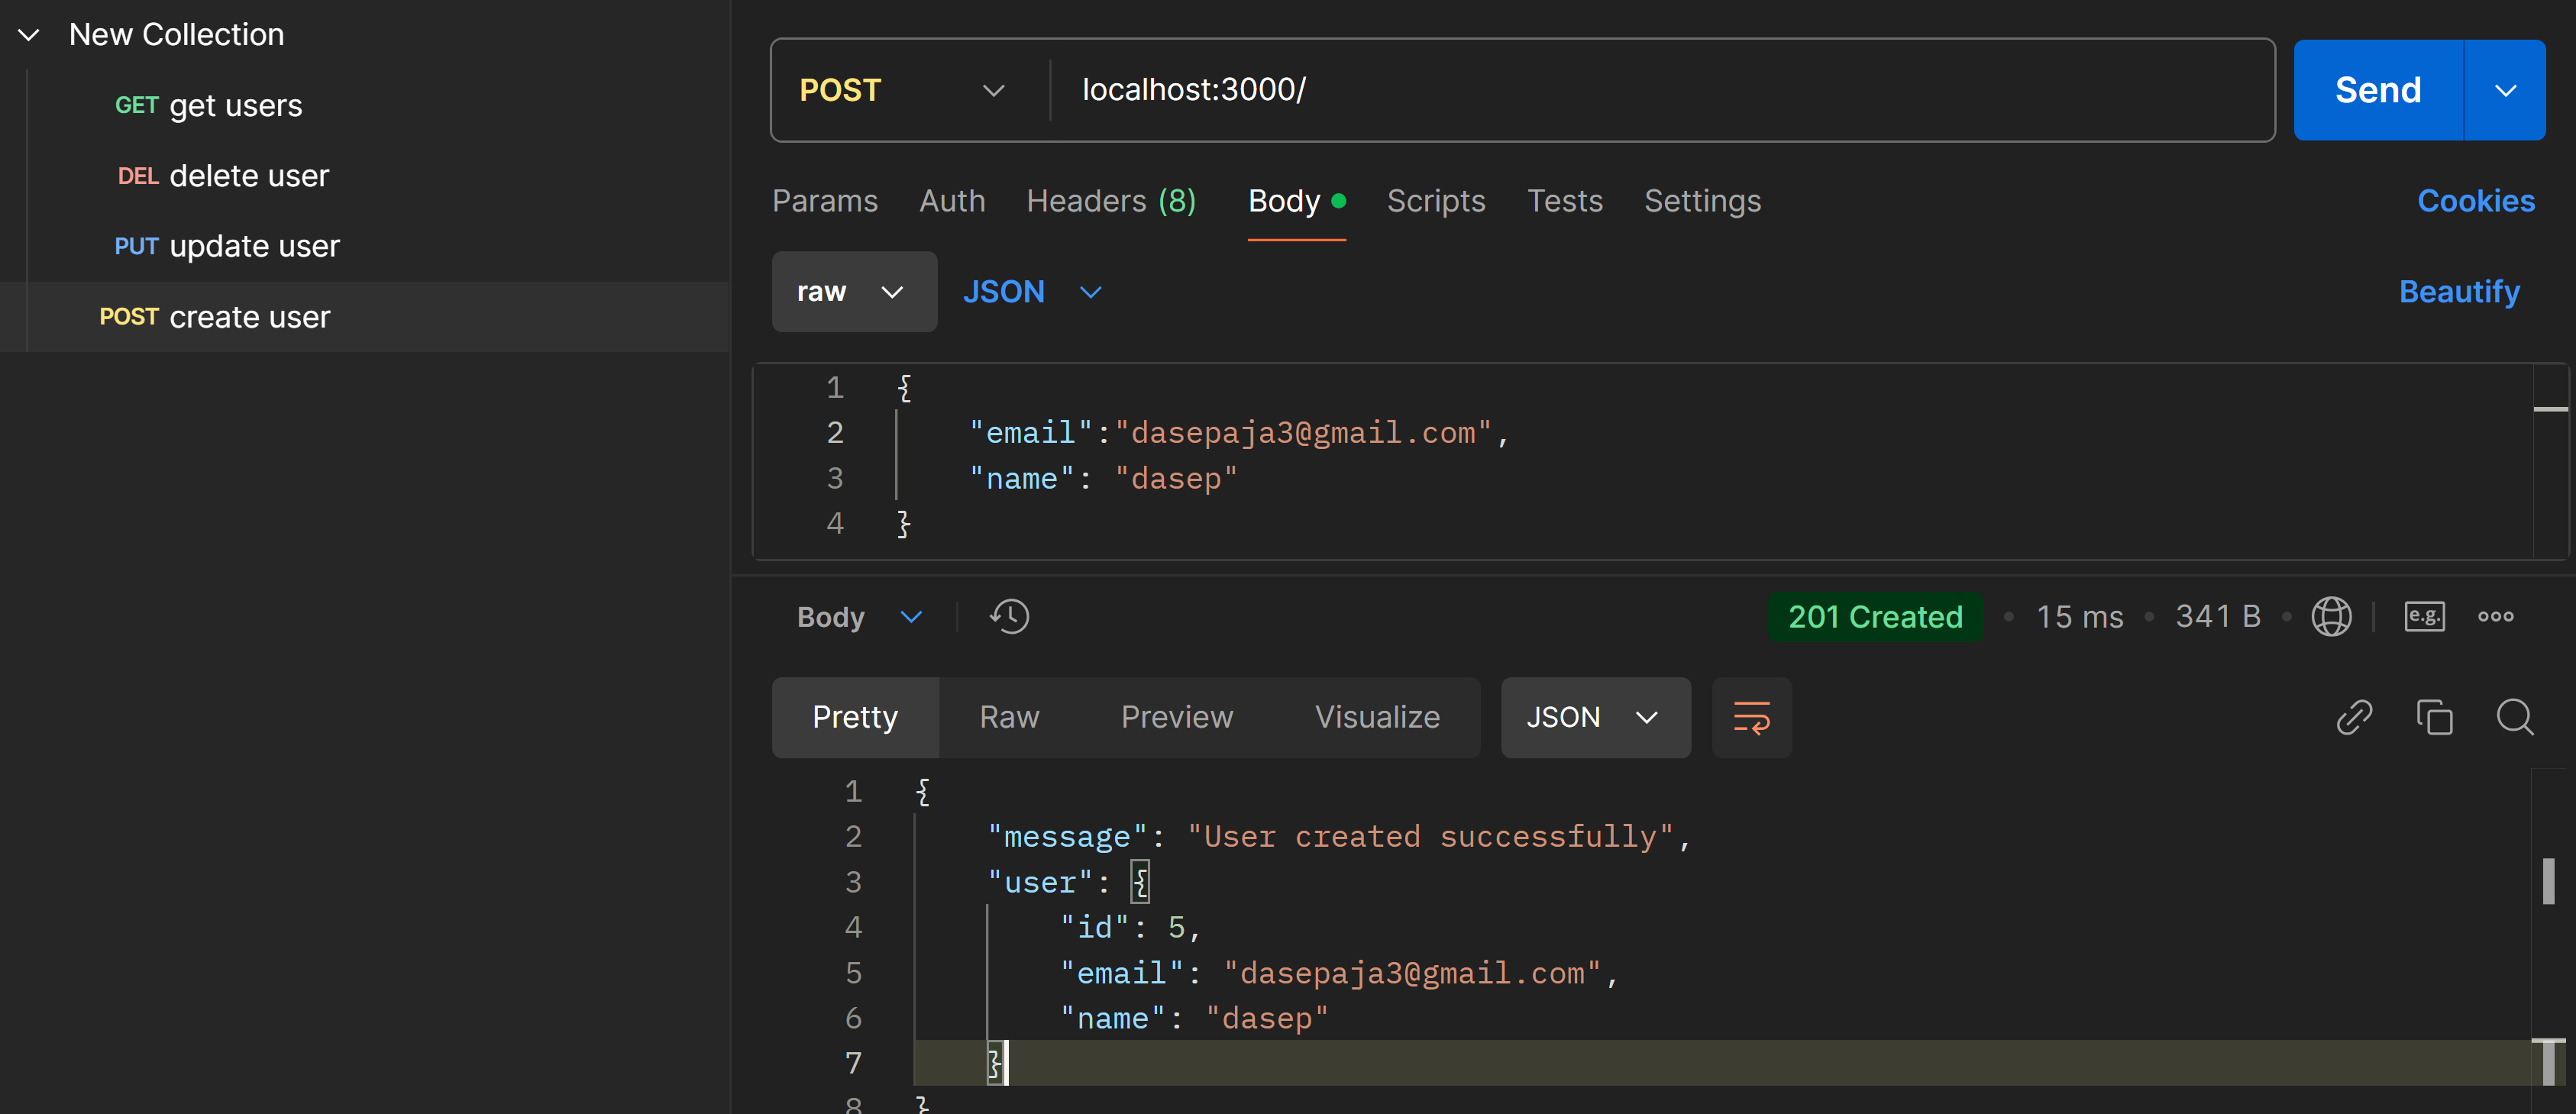 New Collection
GET get users
DEL delete user
PUT update user
POST create user
POST localhost:3000/ Send
Params Auth Headers (8) Body Scripts Tests Settings Cookies
raw JSON Beautify
1 {
2 "email":"dasepaja3@gmail.com",
3 "name": "dasep"
4 }
Body 201 Created 15 ms 341 B e.g.
Pretty Raw Preview Visualize JSON
1 {
2 "message": "User created successfully",
3 "user": {
4 "id": 5,
5 "email": "dasepaja3@gmail.com",
6 "name": "dasep"
7 }
8 }